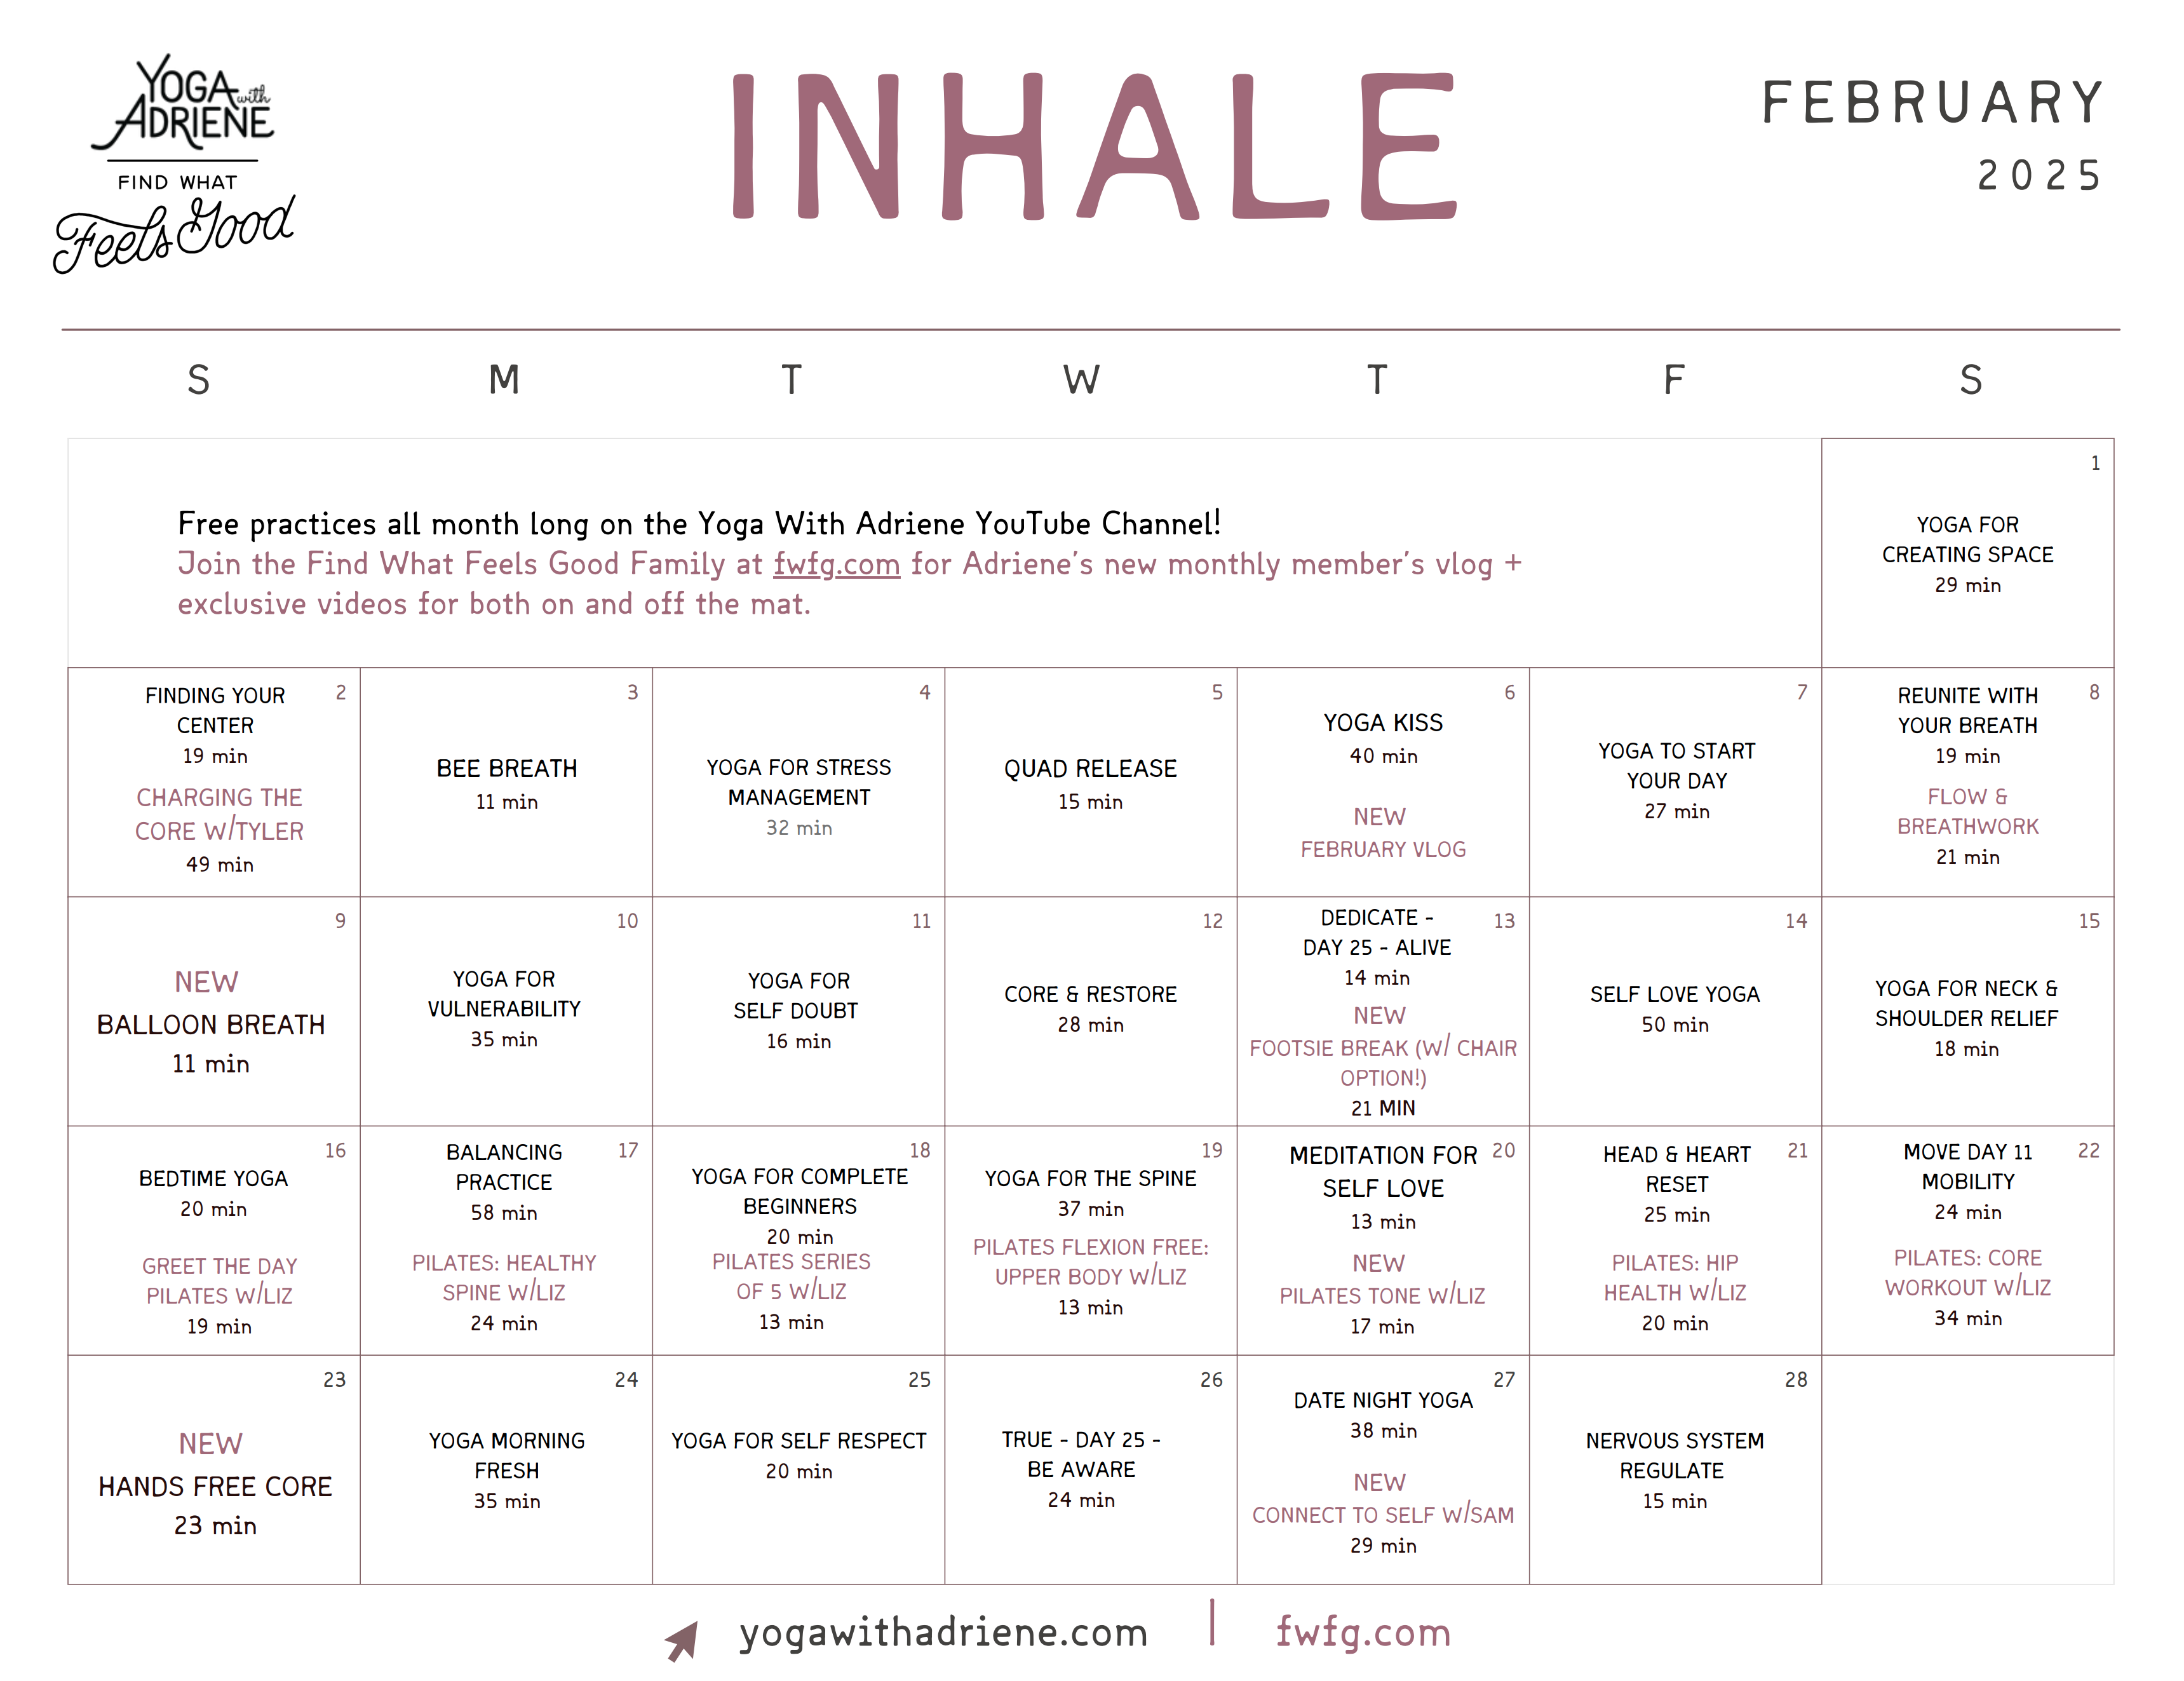 YOGA with
ADRIENE
FIND WHAT
Feels Good
INHALE
FEBRUARY
2025
S M T W T F S
Free practices all month long on the Yoga With Adriene YouTube Channel!
Join the Find What Feels Good Family at fwfg.com for Adriene's new monthly member's vlog +
exclusive videos for both on and off the mat.
1
YOGA FOR
CREATING SPACE
29 min
2
FINDING YOUR
CENTER
19 min
CHARGING THE
CORE W/TYLER
49 min
3
BEE BREATH
11 min
4
YOGA FOR STRESS
MANAGEMENT
32 min
5
QUAD RELEASE
15 min
6
YOGA KISS
40 min
NEW
FEBRUARY VLOG
7
YOGA TO START
YOUR DAY
27 min
8
REUNITE WITH
YOUR BREATH
19 min
FLOW &
BREATHWORK
21 min
9
NEW
BALLOON BREATH
11 min
10
YOGA FOR
VULNERABILITY
35 min
11
YOGA FOR
SELF DOUBT
16 min
12
CORE & RESTORE
28 min
13
DEDICATE -
DAY 25 - ALIVE
14 min
NEW
FOOTSIE BREAK (W/ CHAIR
OPTION!)
21 MIN
14
SELF LOVE YOGA
50 min
15
YOGA FOR NECK &
SHOULDER RELIEF
18 min
16
BEDTIME YOGA
20 min
GREET THE DAY
PILATES W/LIZ
19 min
17
BALANCING
PRACTICE
58 min
PILATES: HEALTHY
SPINE W/LIZ
24 min
18
YOGA FOR COMPLETE
BEGINNERS
20 min
PILATES SERIES
OF 5 W/LIZ
13 min
19
YOGA FOR THE SPINE
37 min
PILATES FLEXION FREE:
UPPER BODY W/LIZ
13 min
20
MEDITATION FOR
SELF LOVE
13 min
NEW
PILATES TONE W/LIZ
17 min
21
HEAD & HEART
RESET
25 min
PILATES: HIP
HEALTH W/LIZ
20 min
22
MOVE DAY 11
MOBILITY
24 min
PILATES: CORE
WORKOUT W/LIZ
34 min
23
NEW
HANDS FREE CORE
23 min
24
YOGA MORNING
FRESH
35 min
25
YOGA FOR SELF RESPECT
20 min
26
TRUE - DAY 25 -
BE AWARE
24 min
27
DATE NIGHT YOGA
38 min
NEW
CONNECT TO SELF W/SAM
29 min
28
NERVOUS SYSTEM
REGULATE
15 min
yogawithadriene.com | fwfg.com